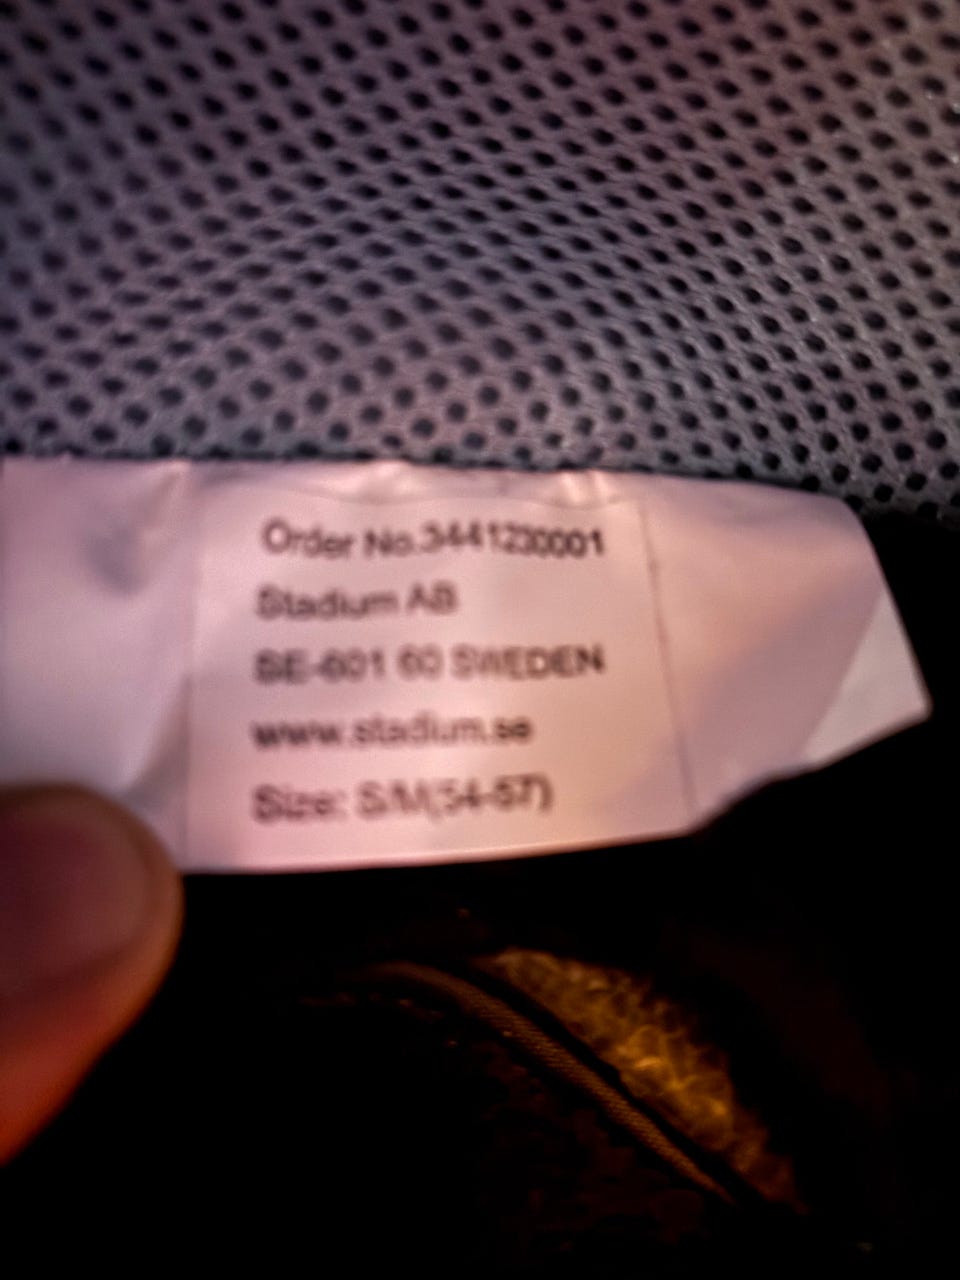 Order No.3441230001
Stadium AB
SE-601 60 SWEDEN
www.stadium.se
Size: S/M(54-57)